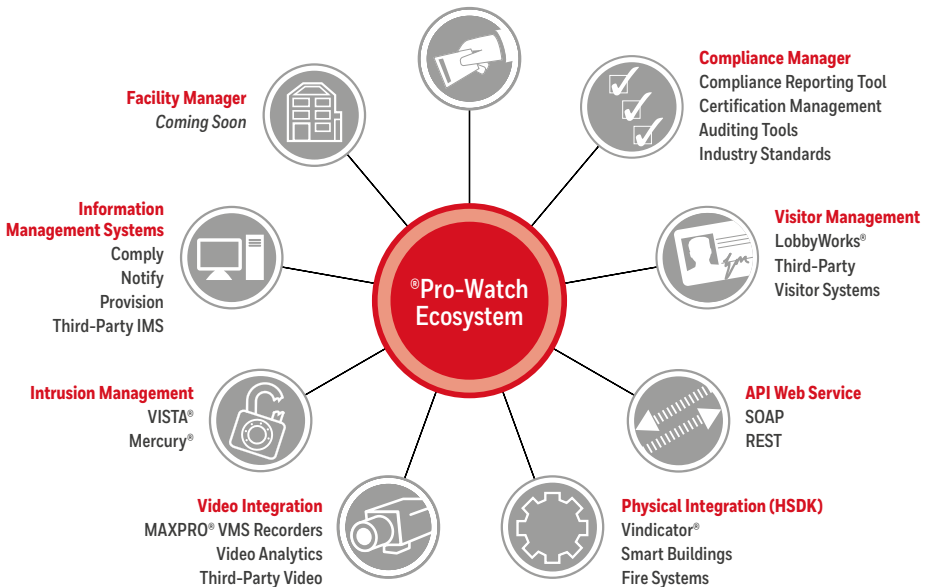 Compliance Manager
Compliance Reporting Tool
Certification Management
Auditing Tools
Industry Standards
Facility Manager
Coming Soon
Information
Management Systems
Comply
Notify
Provision
Third-Party IMS
Visitor Management
LobbyWorks®
Third-Party
Visitor Systems
®Pro-Watch
Ecosystem
Intrusion Management
VISTA®
Mercury®
API Web Service
SOAP
REST
Video Integration
MAXPRO® VMS Recorders
Video Analytics
Third-Party Video
Physical Integration (HSDK)
Vindicator®
Smart Buildings
Fire Systems